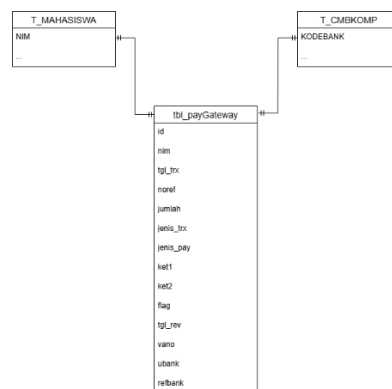 T_MAHASISWA
NIM
...
T_CMBKOMP
KODEBANK
...
tbl_payGateway
id
nim
tgl_trx
noref
jumlah
jenis_trx
jenis_pay
ket1
ket2
flag
tgl_rev
vano
ubank
refbank